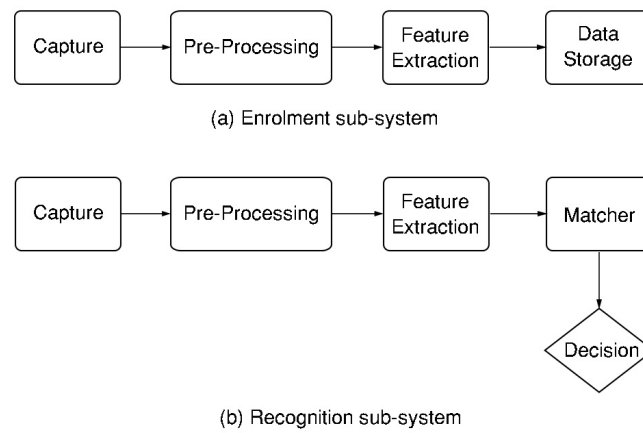 Capture
Pre-Processing
Feature
Extraction
Data
Storage
(a) Enrolment sub-system
Capture
Pre-Processing
Feature
Extraction
Matcher
Decision
(b) Recognition sub-system